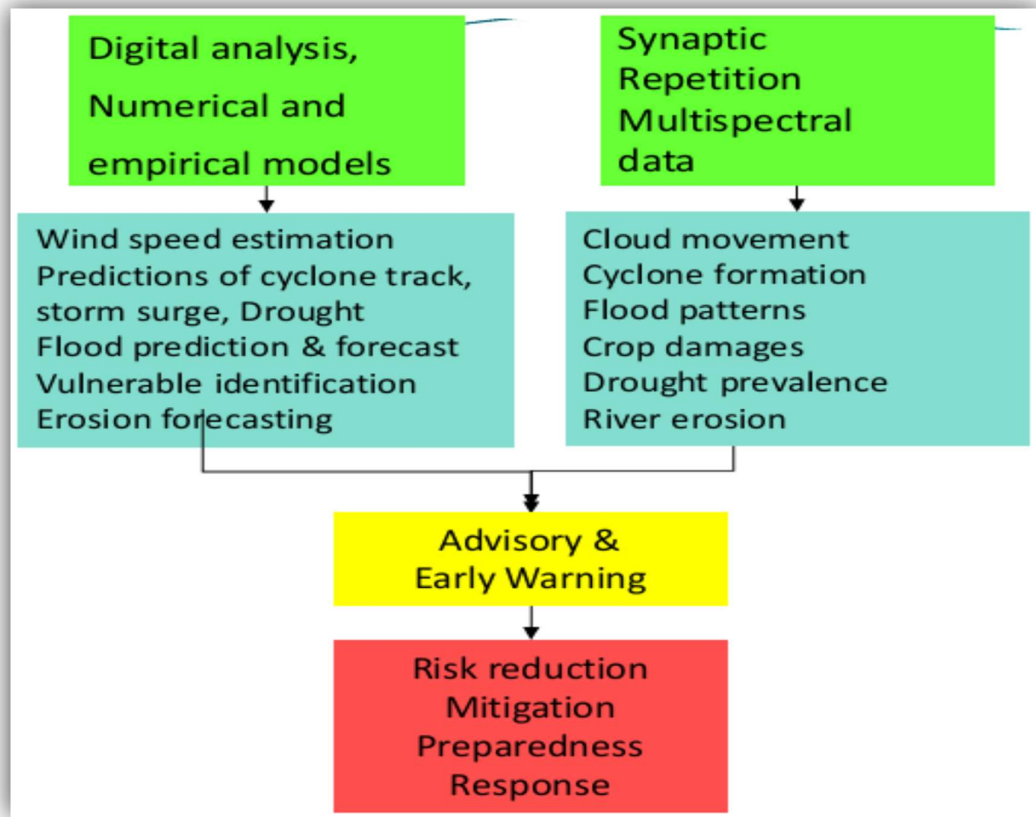 Digital analysis,
Numerical and
empirical models
Synaptic
Repetition
Multispectral
data
Wind speed estimation
Predictions of cyclone track,
storm surge, Drought
Flood prediction & forecast
Vulnerable identification
Erosion forecasting
Cloud movement
Cyclone formation
Flood patterns
Crop damages
Drought prevalence
River erosion
Advisory &
Early Warning
Risk reduction
Mitigation
Preparedness
Response